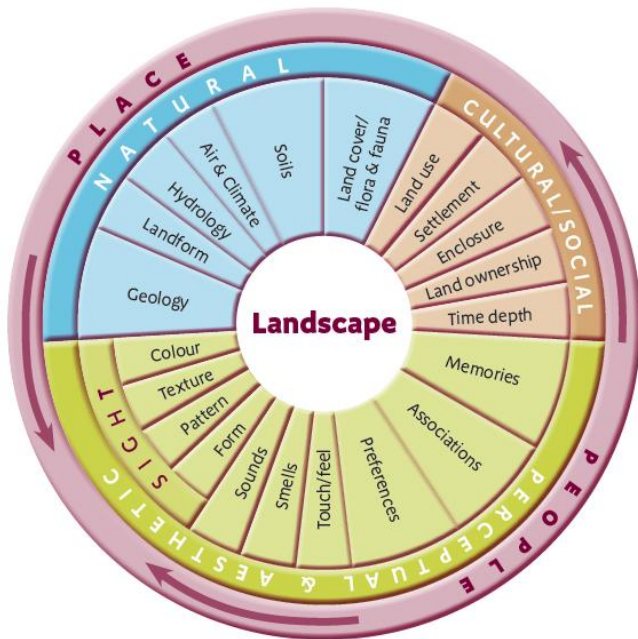 PLACE
NATURAL
CULTURAL/SOCIAL
Geology
Landform
Hydrology
Air & Climate
Soils
Land cover/
flora & fauna
Land use
Settlement
Enclosure
Land ownership
Time depth
Landscape
Memories
Associations
Preferences
Touch/feel
Smells
Sounds
Form
Pattern
Texture
Colour
SIGHT
PERCEPTUAL & AESTHETIC
PEOPLE